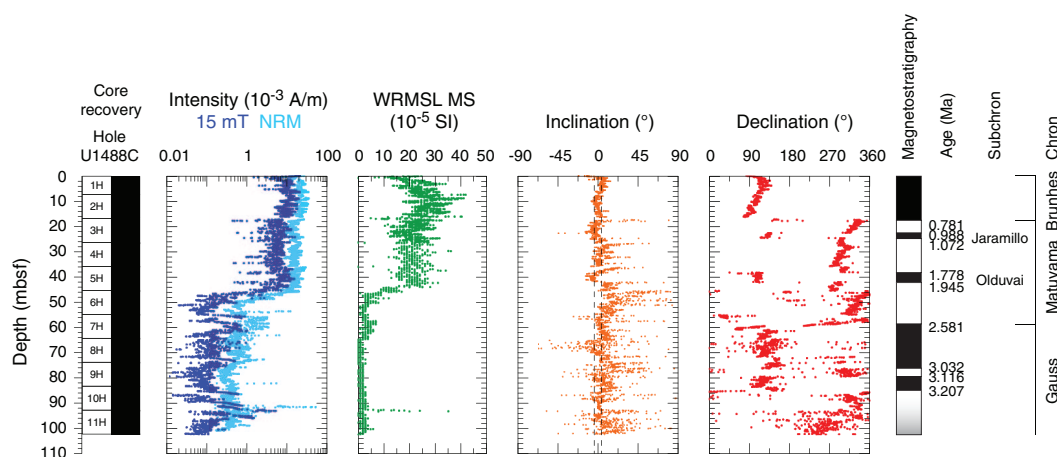 Core
recovery
Hole
U1488C
Intensity (10-3 A/m)
15 mT NRM
0.01 1 100
WRMSL MS
(10-5 SI)
0 10 20 30 40 50
Inclination (°)
-90 -45 0 45 90
Declination (°)
0 90 180 270 360
Magnetostratigraphy
Age (Ma)
Subchron
Chron
Depth (mbsf)
0
10
20
30
40
50
60
70
80
90
100
110
1H
2H
3H
4H
5H
6H
7H
8H
9H
10H
11H
0.781
0.988
1.072
1.778
1.945
2.581
3.032
3.116
3.207
Jaramillo
Olduvai
Brunhes
Matuyama
Gauss